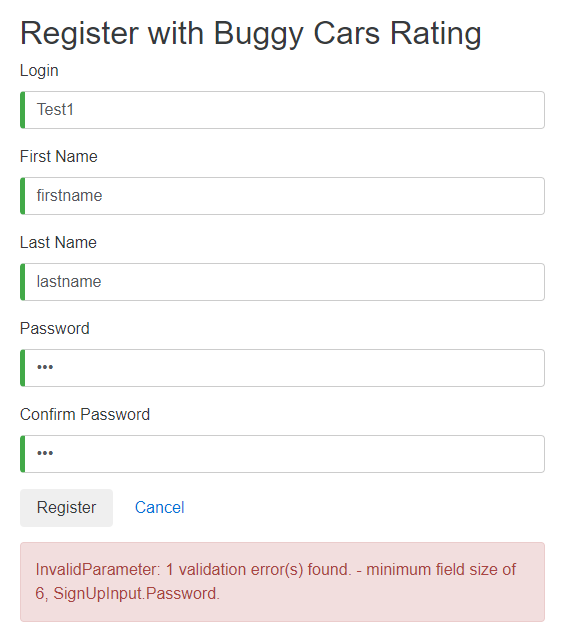 Register with Buggy Cars Rating
Login
Test1
First Name
firstname
Last Name
lastname
Password
•••
Confirm Password
•••
Register Cancel
InvalidParameter: 1 validation error(s) found. - minimum field size of
6, SignUpInput.Password.